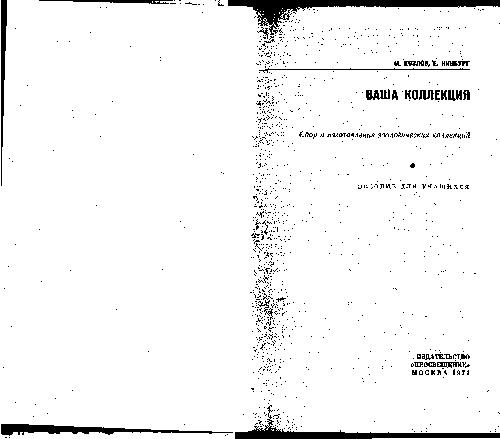 М. КОЗЛОВ, Е. НИНБУРГ
ВАША КОЛЛЕКЦИЯ
Сбор и изготовление зоологических коллекций
ПОСОБИЕ ДЛЯ УЧАЩИХСЯ
ИЗДАТЕЛЬСТВО
«ПРОСВЕЩЕНИЕ»
МОСКВА 1971